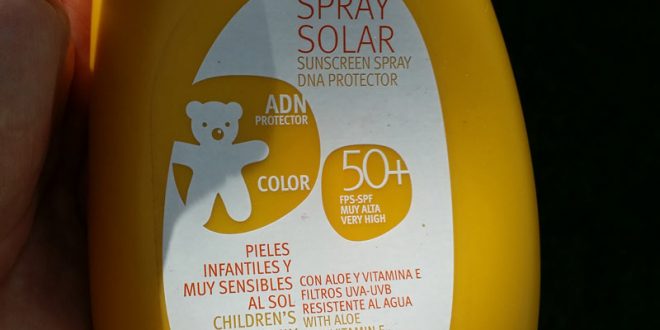 SPRAY
SOLAR
SUNSCREEN SPRAY
DNA PROTECTOR
ADN
PROTECTOR
COLOR
50+
FPS-SPF
MUY ALTA
VERY HIGH
PIELES
INFANTILES Y
MUY SENSIBLES
AL SOL
CHILDREN'S
CON ALOE Y VITAMINA E
FILTROS UVA-UVB
RESISTENTE AL AGUA
WITH ALOE
VITAMIN E